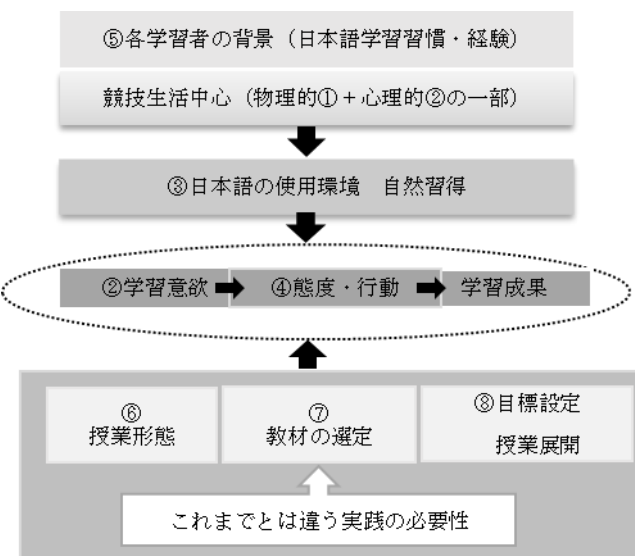 ⑤各学習者の背景（日本語学習習慣・経験）
競技生活中心（物理的①＋心理的②の一部）
③日本語の使用環境　自然習得
②学習意欲
④態度・行動
学習成果
⑥
授業形態
⑦
教材の選定
⑧目標設定
授業展開
これまでとは違う実践の必要性